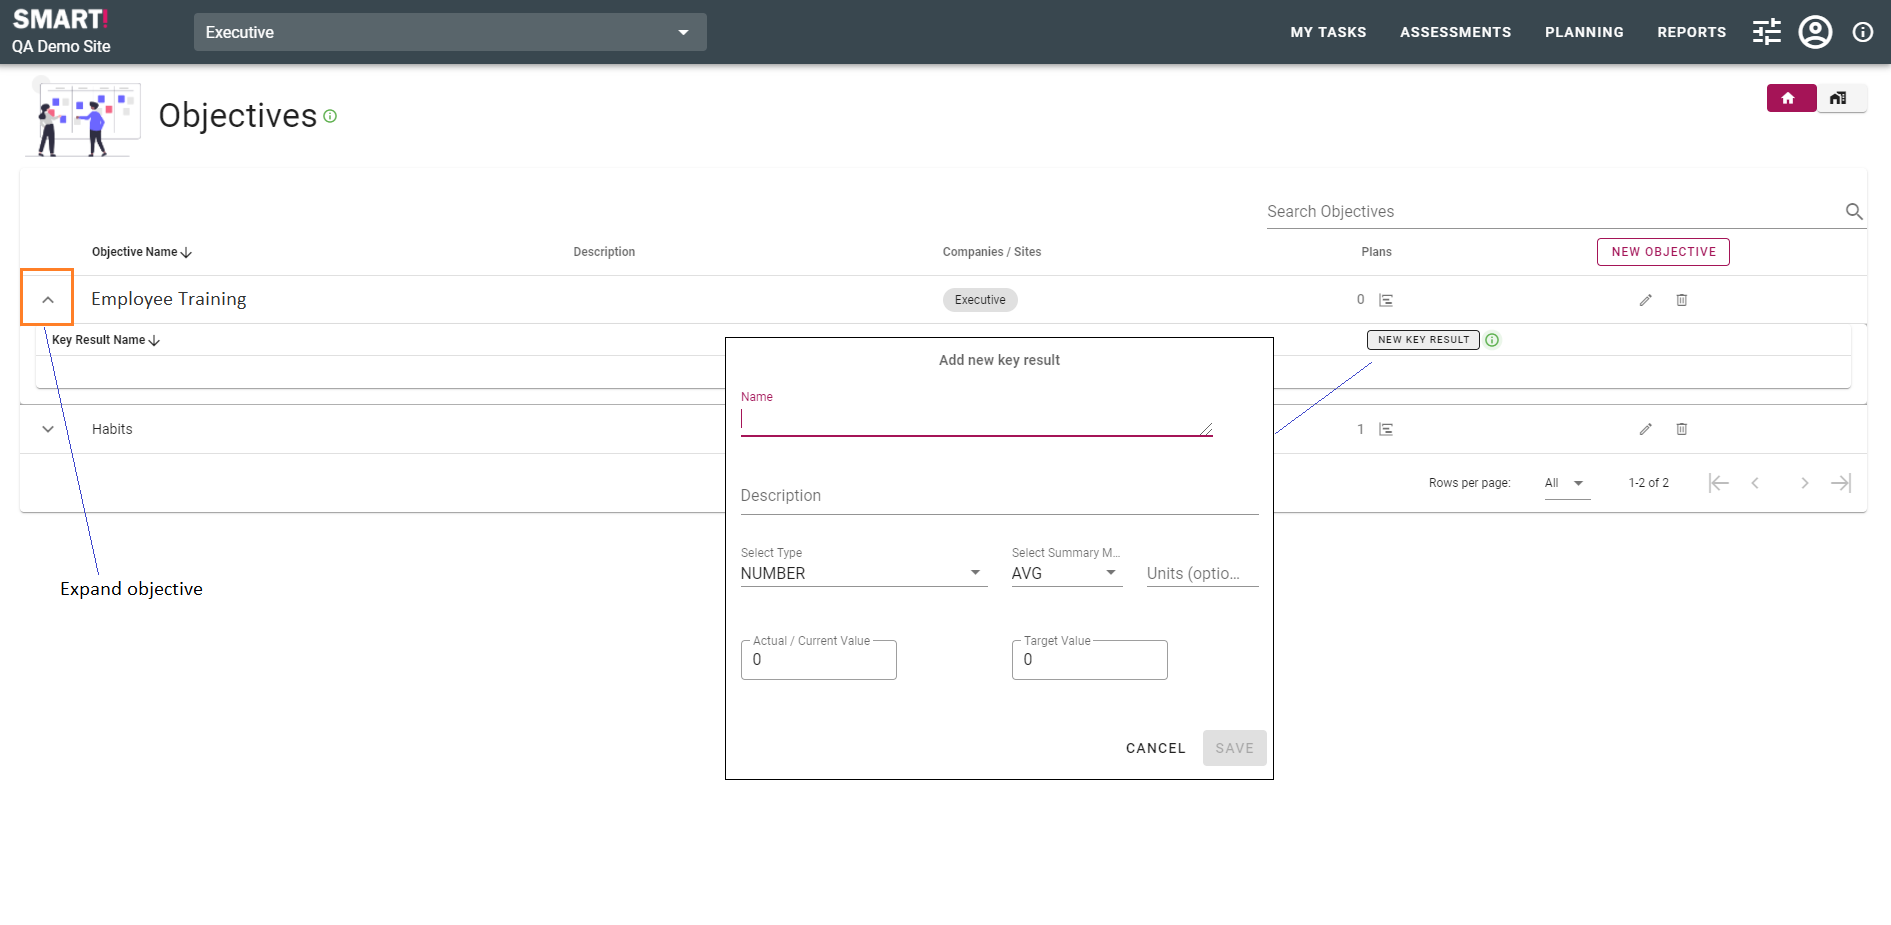 SMART!
QA Demo Site
Executive
MY TASKS
ASSESSMENTS
PLANNING
REPORTS
Objectives
Search Objectives
Objective Name
Description
Companies / Sites
Plans
NEW OBJECTIVE
Employee Training
Executive
0
Key Result Name
NEW KEY RESULT
Add new key result
Name
Description
Select Type
NUMBER
Select Summary M...
AVG
Units (optio...
Actual / Current Value
0
Target Value
0
CANCEL
SAVE
Habits
1
Rows per page:
All
1-2 of 2
Expand objective